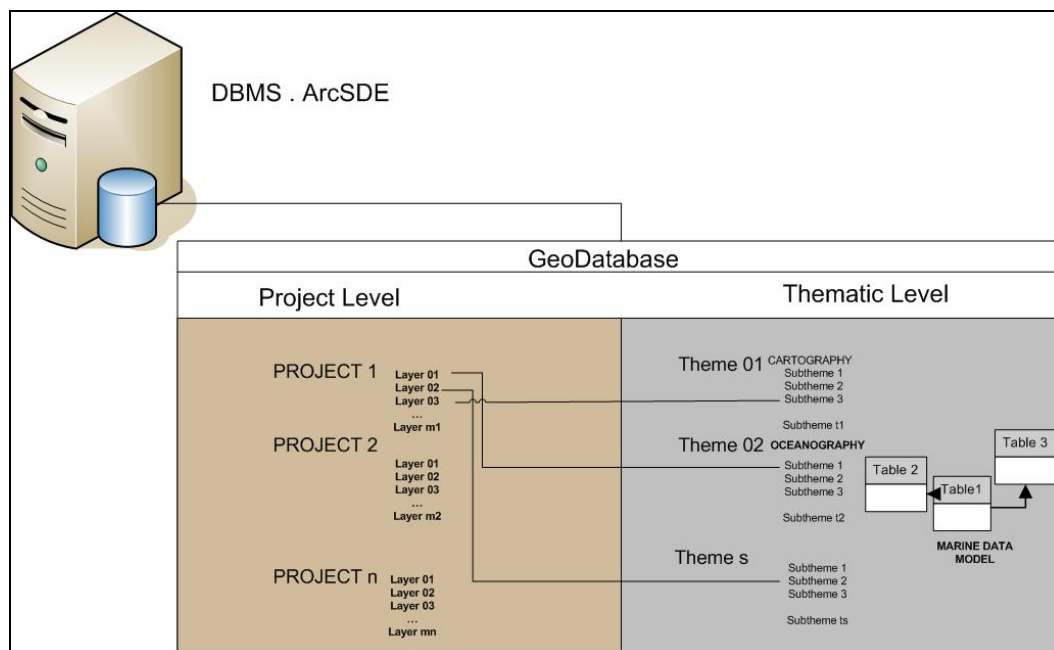 DBMS . ArcSDE
GeoDatabase
Project Level
Thematic Level
PROJECT 1
Layer 01
Layer 02
Layer 03
...
Layer m1
PROJECT 2
Layer 01
Layer 02
Layer 03
...
Layer m2
PROJECT n
Layer 01
Layer 02
Layer 03
...
Layer mn
Theme 01 CARTOGRAPHY
Subtheme 1
Subtheme 2
Subtheme 3
Subtheme t1
Theme 02 OCEANOGRAPHY
Subtheme 1
Subtheme 2
Subtheme 3
Subtheme t2
Table 2
Table1
Table 3
MARINE DATA
MODEL
Theme s
Subtheme 1
Subtheme 2
Subtheme 3
Subtheme ts